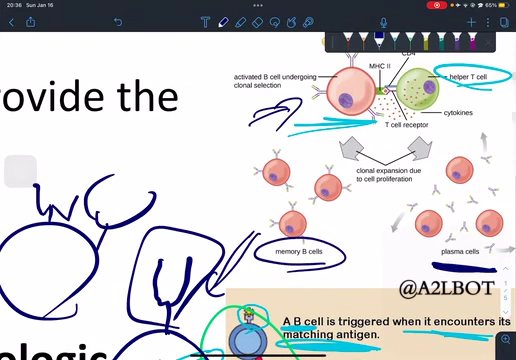 20:36 Sun Jan 16
65%
ovide the
CD4
MHC II
activated B cell undergoing
clonal selection
helper T cell
cytokines
T cell receptor
clonal expansion due
to cell proliferation
memory B cells
plasma cells
@A2LBOT
A B cell is triggered when it encounters its
matching antigen.
ologic
1
5